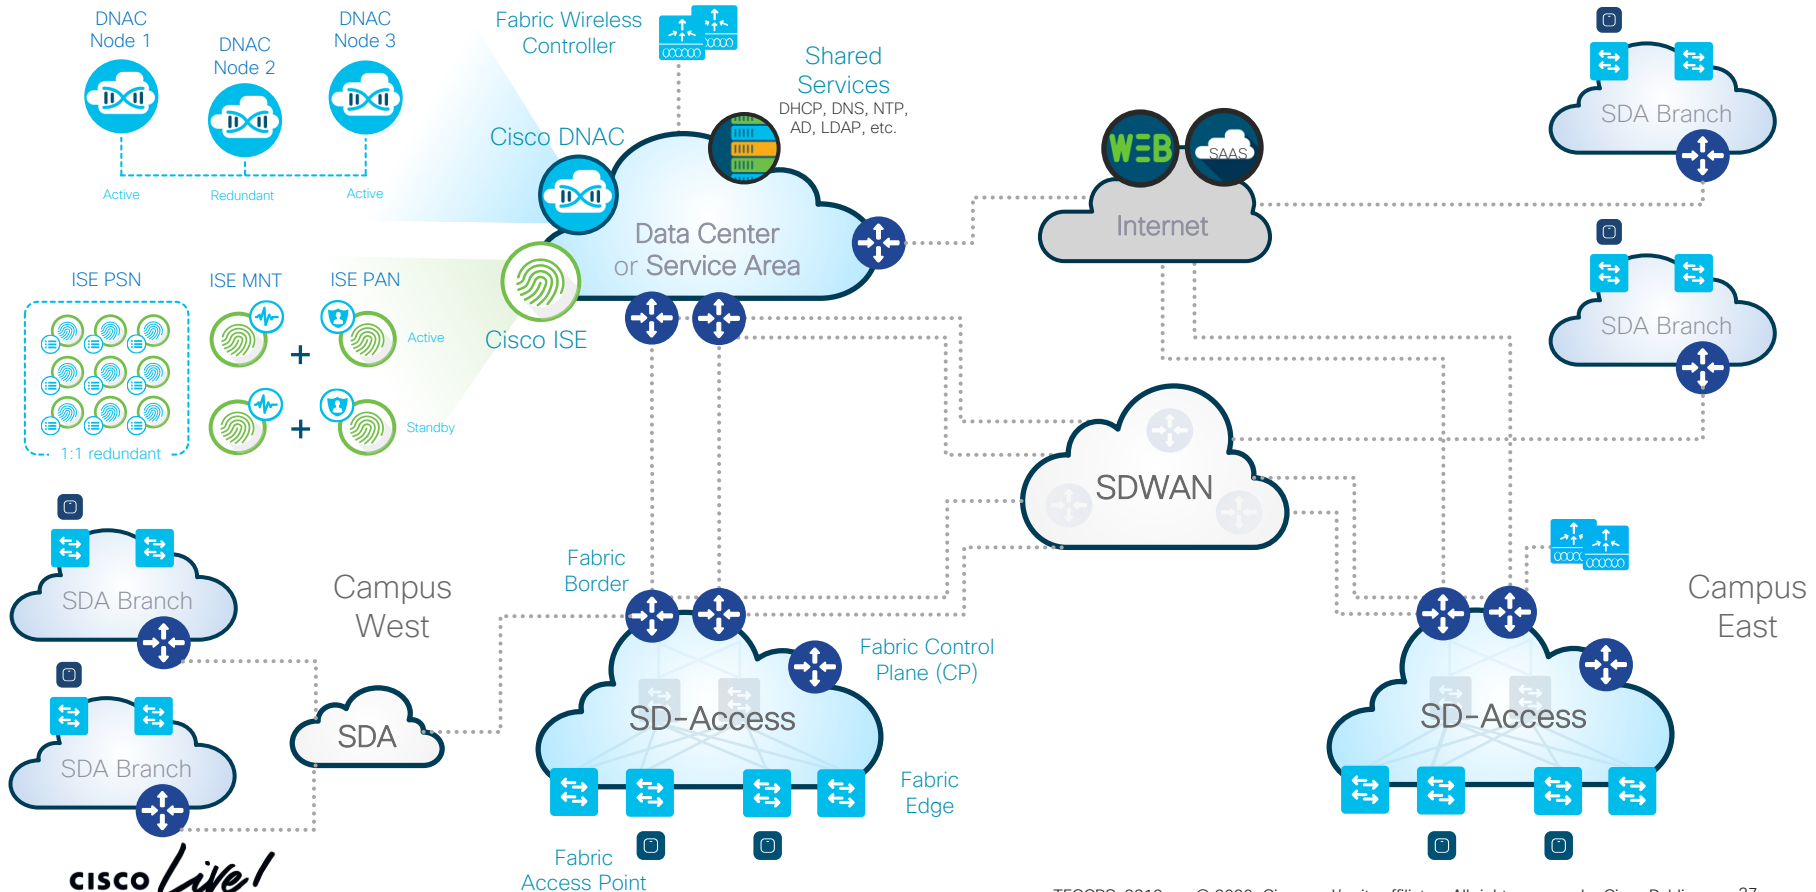 DNAC
Node 1
DNAC
Node 2
DNAC
Node 3
Active
Redundant
Active
Fabric Wireless
Controller
Shared
Services
DHCP, DNS, NTP,
AD, LDAP, etc.
Cisco DNAC
Data Center
or Service Area
Cisco ISE
ISE PSN
ISE MNT
ISE PAN
+
Active
+
Standby
1:1 redundant
WEB
SAAS
Internet
SDA Branch
SDA Branch
SDWAN
SDA Branch
SDA Branch
Campus
West
SDA
Fabric
Border
Fabric Control
Plane (CP)
SD-Access
Fabric
Edge
Fabric
Access Point
Campus
East
SD-Access
CISCO Live!